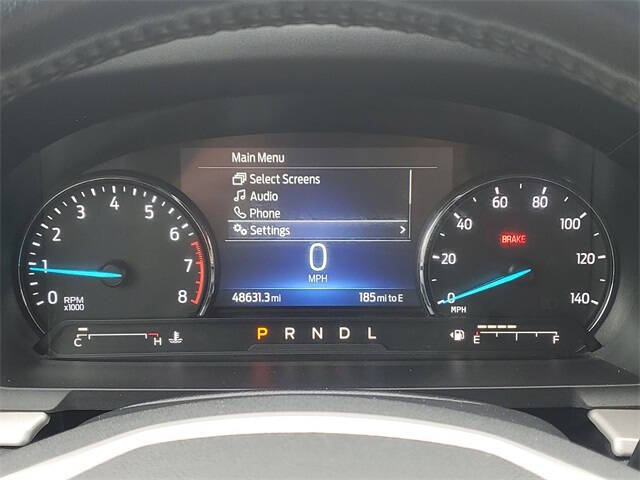 Main Menu
Select Screens
Audio
Phone
Settings >
0
MPH
48631.3 mi 185 mi to E
0 1 2 3 4 5 6 7 8
RPM
x1000
0 20 40 60 80 100 120 140
BRAKE
MPH
C H
P R N D L
E F